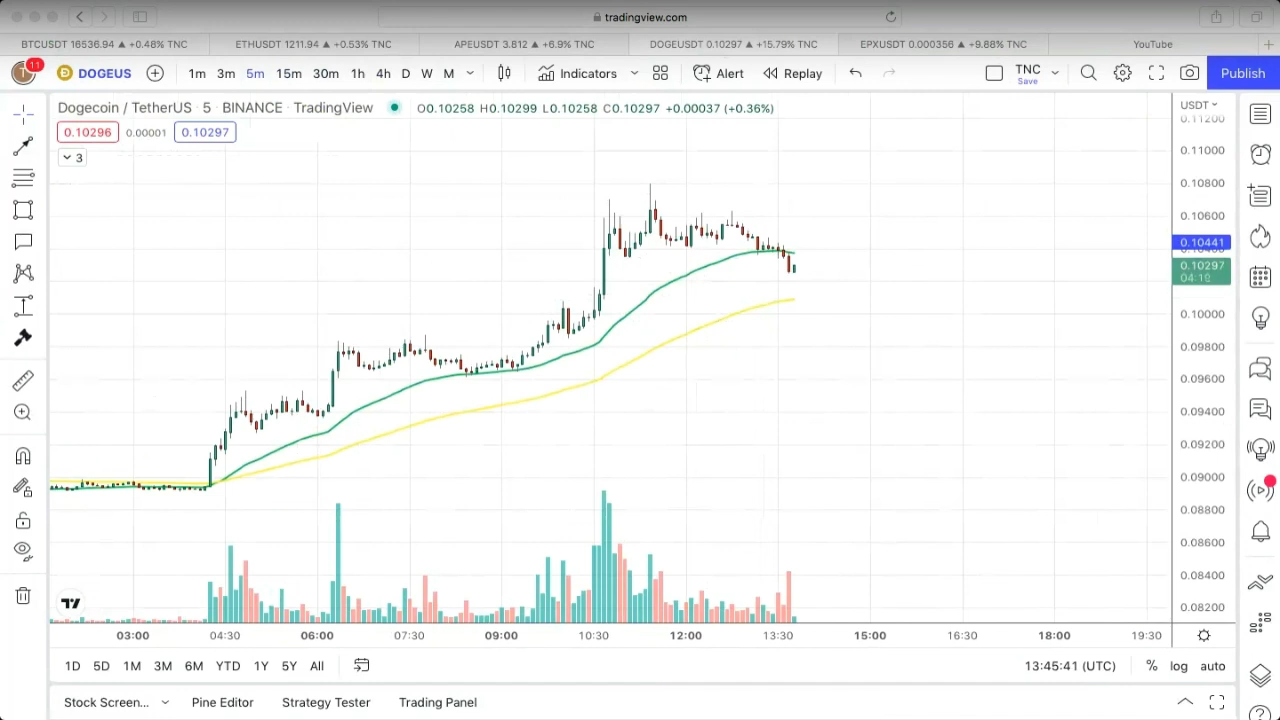 tradingview.com
BTCUSDT 16536.94 ▲ +0.48% TNC
ETHUSDT 1211.94 ▲ +0.53% TNC
APEUSDT 3.812 ▲ +6.9% TNC
DOGEUSDT 0.10297 ▲ +15.79% TNC
EPXUSDT 0.000356 ▲ +9.88% TNC
YouTube
T 11 DOGEUS 1m 3m 5m 15m 30m 1h 4h D W M Indicators Alert Replay TNC Save Publish
Dogecoin / TetherUS · 5 · BINANCE · TradingView O0.10258 H0.10299 L0.10258 C0.10297 +0.00037 (+0.36%)
USDT
0.10296 0.00001 0.10297
3
0.11200
0.11000
0.10800
0.10600
0.10441
0.10297
0.10000
0.09800
0.09600
0.09400
0.09200
0.09000
0.08800
0.08600
0.08400
0.08200
03:00 04:30 06:00 07:30 09:00 10:30 12:00 13:30 15:00 16:30 18:00 19:30
1D 5D 1M 3M 6M YTD 1Y 5Y All 13:45:41 (UTC) % log auto
Stock Screen... Pine Editor Strategy Tester Trading Panel